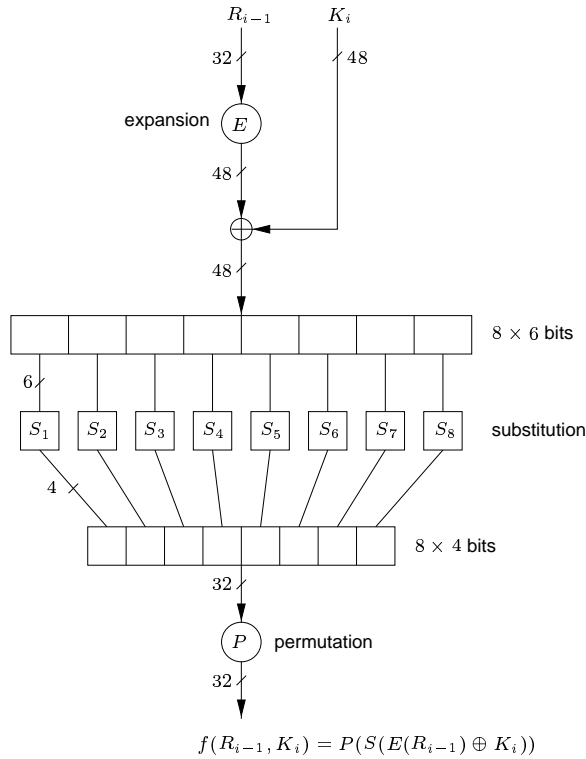 R_{i−1} K_i
32 48
expansion E
48
48
8 × 6 bits
6
S_1 S_2 S_3 S_4 S_5 S_6 S_7 S_8 substitution
4
8 × 4 bits
32
P permutation
32
f(R_{i−1}, K_i) = P(S(E(R_{i−1}) ⊕ K_i))